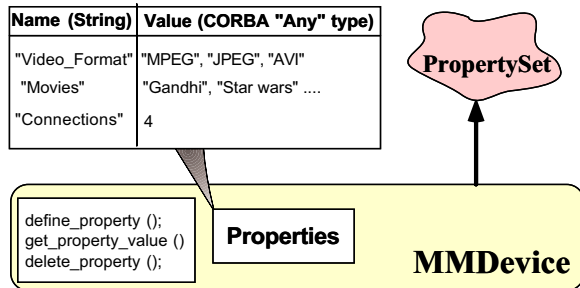 Name (String) Value (CORBA "Any" type)
"Video_Format" "MPEG", "JPEG", "AVI"
"Movies" "Gandhi", "Star wars" ....
"Connections" 4
PropertySet
define_property ();
get_property_value ()
delete_property ();
Properties
MMDevice